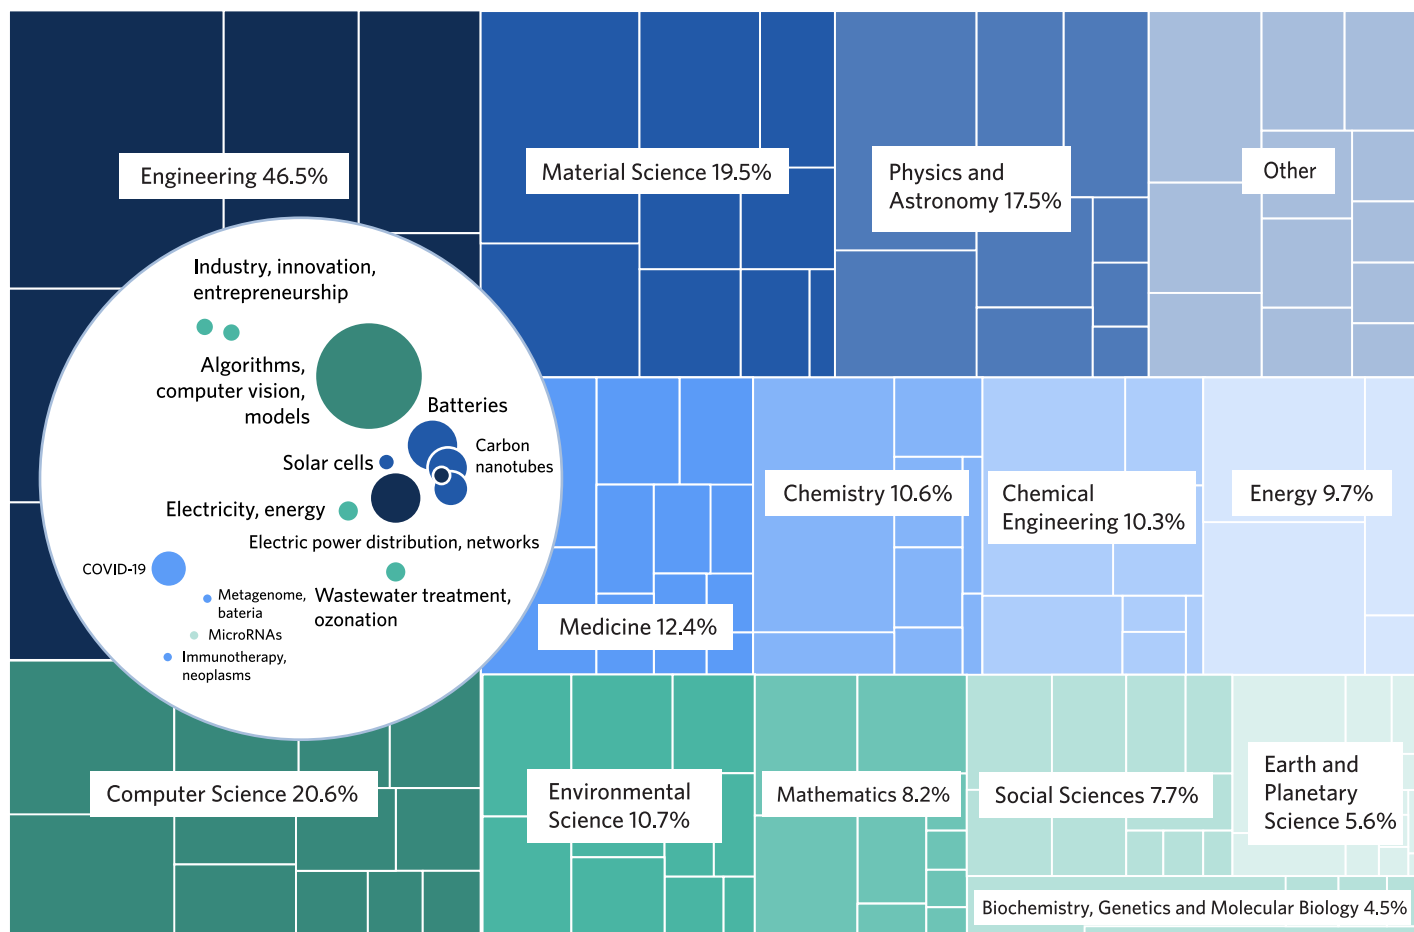 Engineering 46.5%
Material Science 19.5%
Physics and
Astronomy 17.5%
Other
Industry, innovation,
entrepreneurship
Algorithms,
computer vision,
models
Batteries
Carbon
nanotubes
Solar cells
Electricity, energy
Electric power distribution, networks
COVID-19
Metagenome,
bateria
Wastewater treatment,
ozonation
MicroRNAs
Immunotherapy,
neoplasms
Medicine 12.4%
Chemistry 10.6%
Chemical
Engineering 10.3%
Energy 9.7%
Computer Science 20.6%
Environmental
Science 10.7%
Mathematics 8.2%
Social Sciences 7.7%
Earth and
Planetary
Science 5.6%
Biochemistry, Genetics and Molecular Biology 4.5%